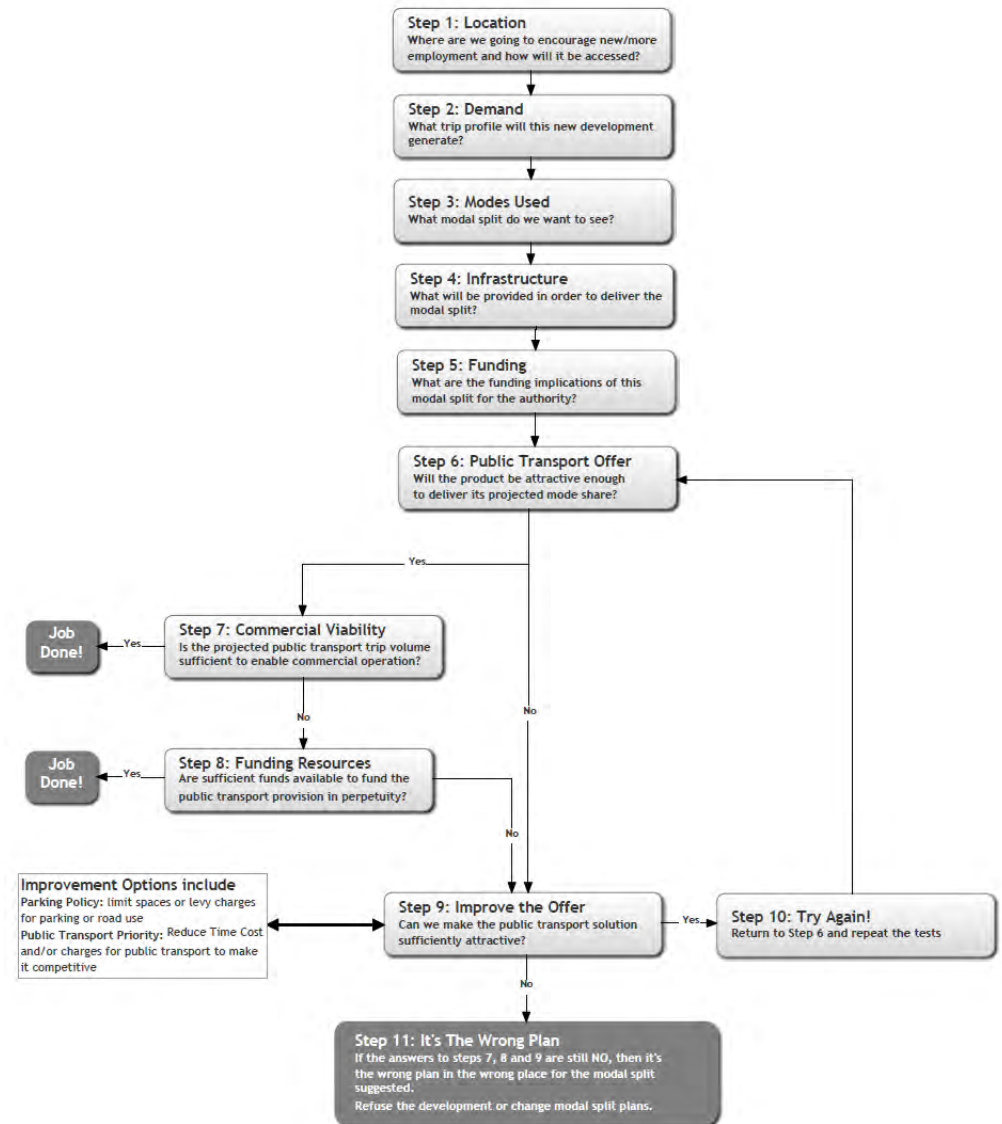 Step 1: Location
Where are we going to encourage new/more
employment and how will it be accessed?
Step 2: Demand
What trip profile will this new development
generate?
Step 3: Modes Used
What modal split do we want to see?
Step 4: Infrastructure
What will be provided in order to deliver the
modal split?
Step 5: Funding
What are the funding implications of this
modal split for the authority?
Step 6: Public Transport Offer
Will the product be attractive enough
to deliver its projected mode share?
Yes
No
Step 7: Commercial Viability
Is the projected public transport trip volume
sufficient to enable commercial operation?
Yes
Job
Done!
No
Step 8: Funding Resources
Are sufficient funds available to fund the
public transport provision in perpetuity?
Yes
Job
Done!
No
Improvement Options include
Parking Policy: limit spaces or levy charges
for parking or road use
Public Transport Priority: Reduce Time Cost
and/or charges for public transport to make
it competitive
Step 9: Improve the Offer
Can we make the public transport solution
sufficiently attractive?
Yes
Step 10: Try Again!
Return to Step 6 and repeat the tests
No
Step 11: It's The Wrong Plan
If the answers to steps 7, 8 and 9 are still NO, then it's
the wrong plan in the wrong place for the modal split
suggested.
Refuse the development or change modal split plans.